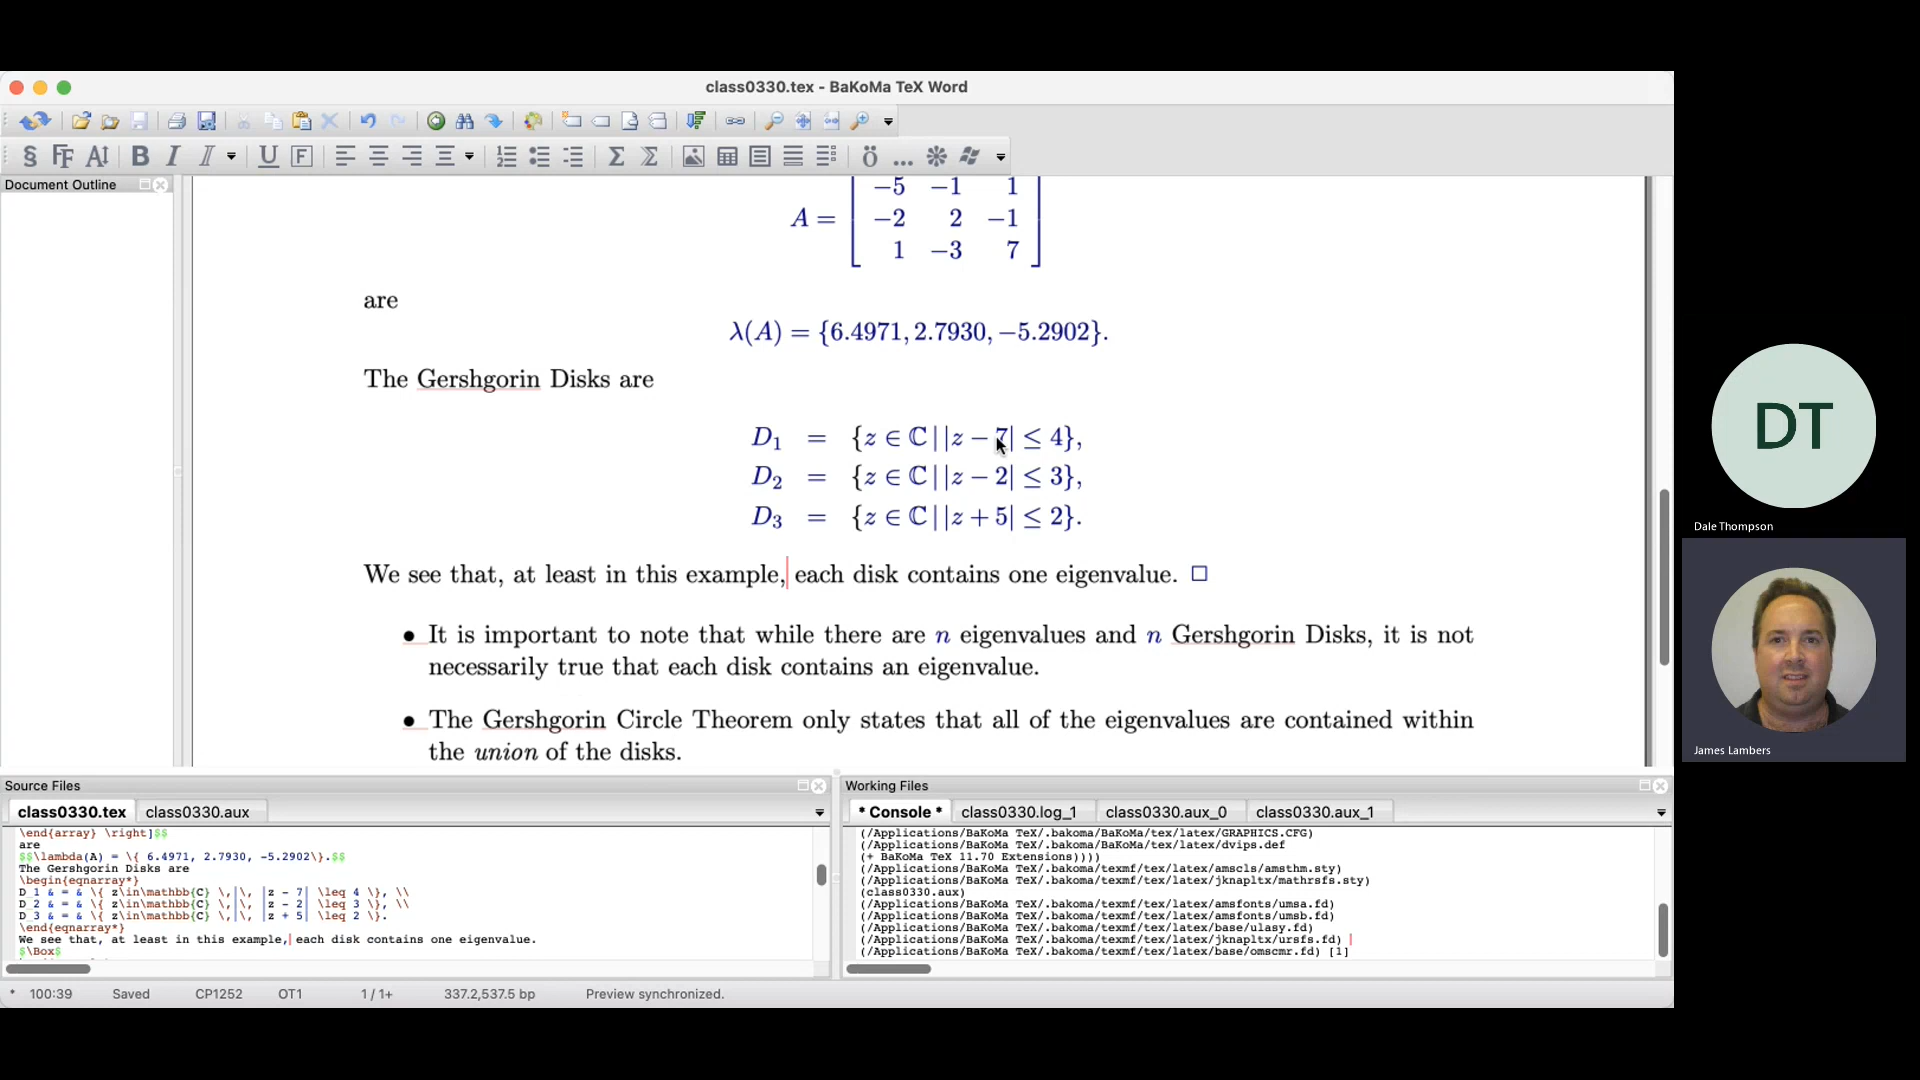 class0330.tex - BaKoMa TeX Word
Document Outline
A = [ −5 −1 1
−2 2 −1
1 −3 7 ]
are
λ(A) = {6.4971, 2.7930, −5.2902}.
The Gershgorin Disks are
D₁ = {z ∈ ℂ | |z − 7| ≤ 4},
D₂ = {z ∈ ℂ | |z − 2| ≤ 3},
D₃ = {z ∈ ℂ | |z + 5| ≤ 2}.
We see that, at least in this example, each disk contains one eigenvalue. □
• It is important to note that while there are n eigenvalues and n Gershgorin Disks, it is not
necessarily true that each disk contains an eigenvalue.
• The Gershgorin Circle Theorem only states that all of the eigenvalues are contained within
the union of the disks.
DT
Dale Thompson
James Lambers
Source Files
class0330.tex class0330.aux
\end{array} \right]$$
are
$$\lambda(A) = \{ 6.4971, 2.7930, -5.2902\}.$$
The Gershgorin Disks are
\begin{eqnarray*}
D_1 & = & \{ z\in\mathbb{C} \,|\, |z - 7| \leq 4 \}, \\
D_2 & = & \{ z\in\mathbb{C} \,|\, |z - 2| \leq 3 \}, \\
D_3 & = & \{ z\in\mathbb{C} \,|\, |z + 5| \leq 2 \}.
\end{eqnarray*}
We see that, at least in this example, each disk contains one eigenvalue.
$\Box$
Working Files
* Console * class0330.log_1 class0330.aux_0 class0330.aux_1
(/Applications/BaKoMa TeX/.bakoma/BaKoMa/tex/latex/GRAPHICS.CFG)
(/Applications/BaKoMa TeX/.bakoma/BaKoMa/tex/latex/dvips.def
(+ BaKoMa TeX 11.70 Extensions))))
(/Applications/BaKoMa TeX/.bakoma/texmf/tex/latex/amscls/amsthm.sty)
(/Applications/BaKoMa TeX/.bakoma/texmf/tex/latex/jknapltx/mathrsfs.sty)
(class0330.aux)
(/Applications/BaKoMa TeX/.bakoma/texmf/tex/latex/amsfonts/umsa.fd)
(/Applications/BaKoMa TeX/.bakoma/texmf/tex/latex/amsfonts/umsb.fd)
(/Applications/BaKoMa TeX/.bakoma/texmf/tex/latex/base/ulasy.fd)
(/Applications/BaKoMa TeX/.bakoma/texmf/tex/latex/jknapltx/ursfs.fd)
(/Applications/BaKoMa TeX/.bakoma/texmf/tex/latex/base/omscmr.fd) [1]
* 100:39 Saved CP1252 OT1 1 / 1+ 337.2,537.5 bp Preview synchronized.